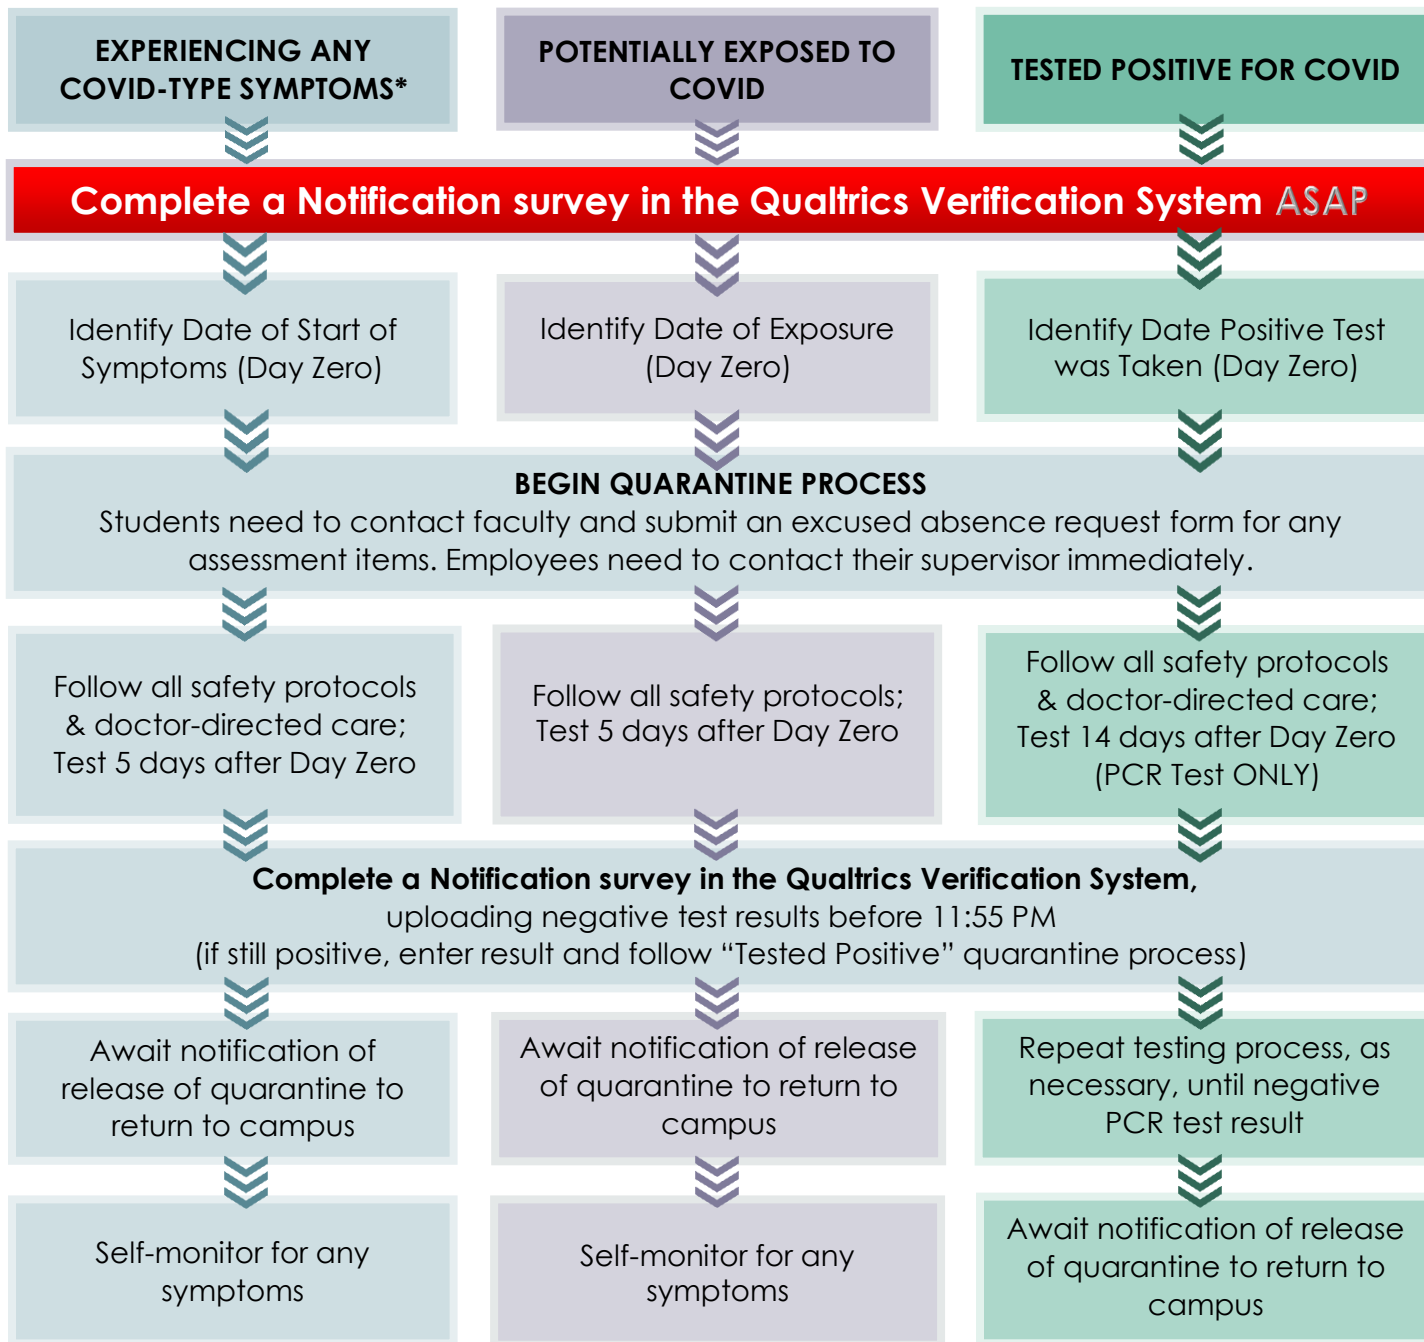 EXPERIENCING ANY
COVID-TYPE SYMPTOMS*
POTENTIALLY EXPOSED TO
COVID
TESTED POSITIVE FOR COVID
Complete a Notification survey in the Qualtrics Verification System ASAP
Identify Date of Start of
Symptoms (Day Zero)
Identify Date of Exposure
(Day Zero)
Identify Date Positive Test
was Taken (Day Zero)
BEGIN QUARANTINE PROCESS
Students need to contact faculty and submit an excused absence request form for any
assessment items. Employees need to contact their supervisor immediately.
Follow all safety protocols
& doctor-directed care;
Test 5 days after Day Zero
Follow all safety protocols;
Test 5 days after Day Zero
Follow all safety protocols
& doctor-directed care;
Test 14 days after Day Zero
(PCR Test ONLY)
Complete a Notification survey in the Qualtrics Verification System,
uploading negative test results before 11:55 PM
(if still positive, enter result and follow “Tested Positive” quarantine process)
Await notification of
release of quarantine to
return to campus
Await notification of release
of quarantine to return to
campus
Repeat testing process, as
necessary, until negative
PCR test result
Self-monitor for any
symptoms
Self-monitor for any
symptoms
Await notification of release
of quarantine to return to
campus